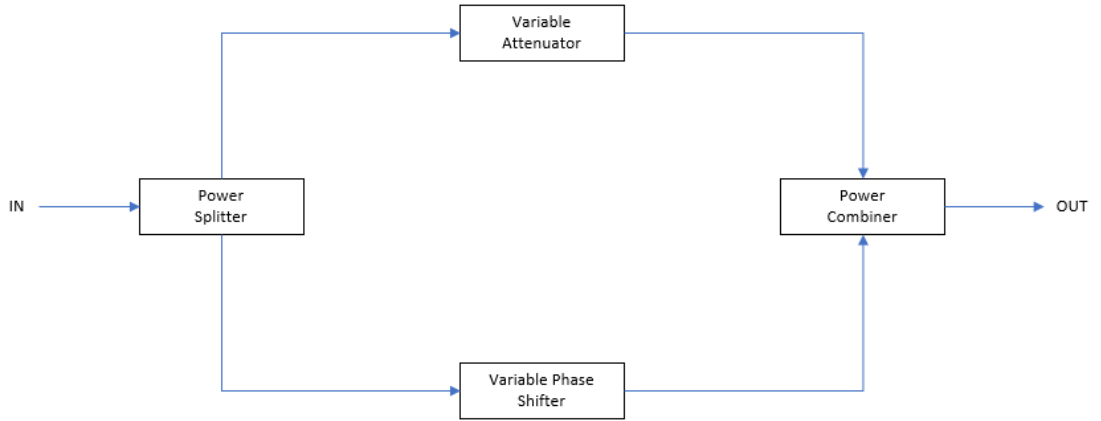 Variable
Attenuator
IN
Power
Splitter
Power
Combiner
OUT
Variable Phase
Shifter